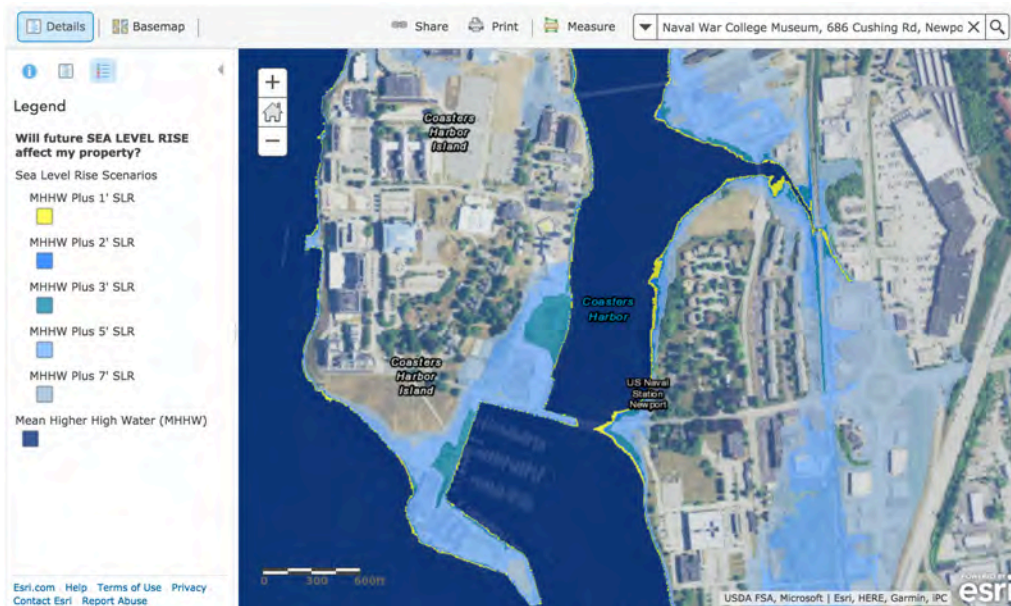 Details
Basemap
Share
Print
Measure
Naval War College Museum, 686 Cushing Rd, Newpo
Legend
Will future SEA LEVEL RISE
affect my property?
Sea Level Rise Scenarios
MHHW Plus 1' SLR
MHHW Plus 2' SLR
MHHW Plus 3' SLR
MHHW Plus 5' SLR
MHHW Plus 7' SLR
Mean Higher High Water (MHHW)
Esri.com Help Terms of Use Privacy
Contact Esri Report Abuse
+
−
Coasters
Harbor
Island
Coasters
Harbor
Coasters
Harbor
Island
US Naval
Station
Newport
0 300 600ft
POWERED BY
esri
USDA FSA, Microsoft | Esri, HERE, Garmin, iPC